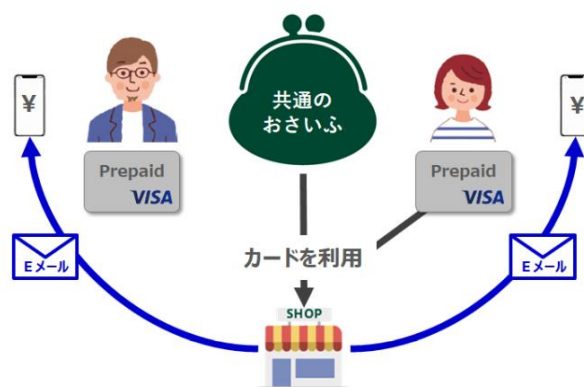 ¥
共通の
おさいふ
¥
Prepaid
VISA
Prepaid
VISA
Eメール
カードを利用
Eメール
SHOP